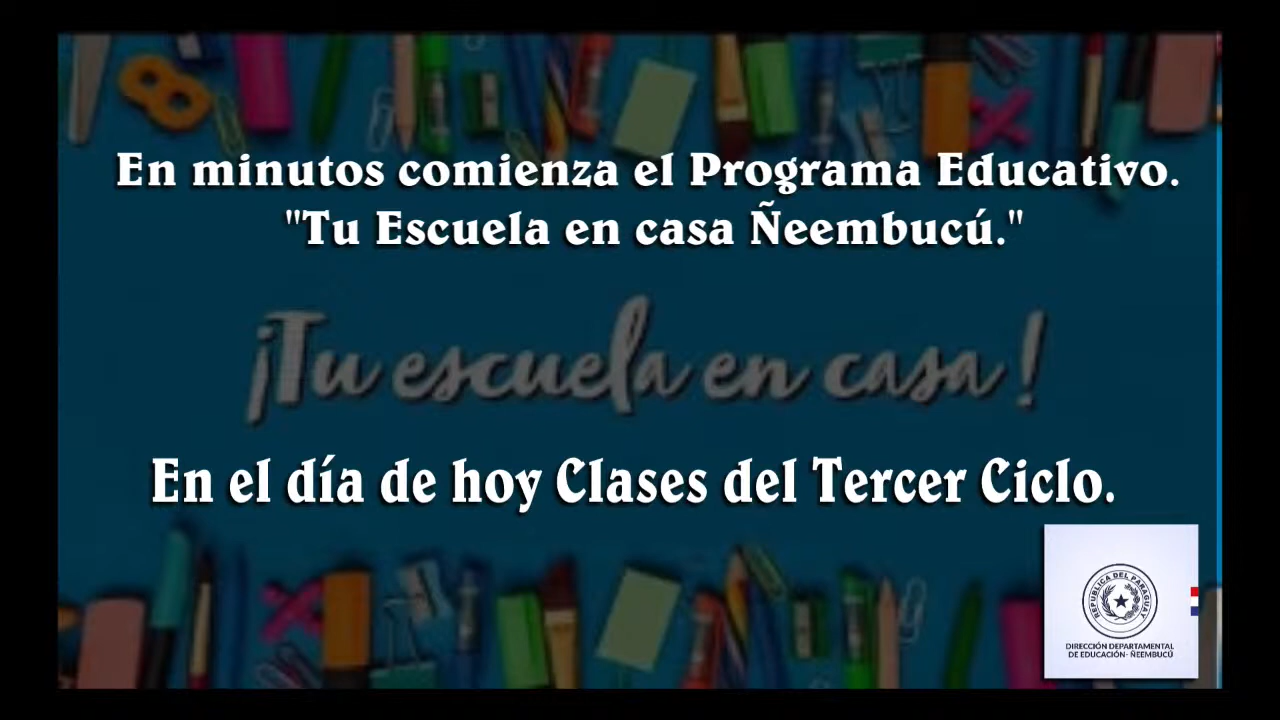 En minutos comienza el Programa Educativo.
"Tu Escuela en casa Ñeembucú."
¡Tu escuela en casa!
En el día de hoy Clases del Tercer Ciclo.
REPUBLICA DEL PARAGUAY
DIRECCIÓN DEPARTAMENTAL
DE EDUCACIÓN- ÑEEMBUCÚ